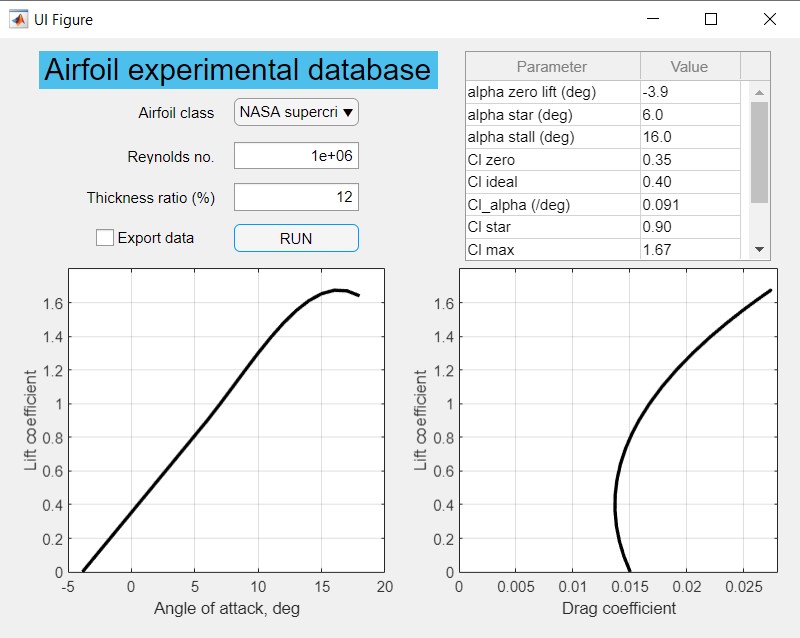 UI Figure
Airfoil experimental database
Airfoil class NASA supercri
Reynolds no. 1e+06
Thickness ratio (%) 12
Export data RUN
Parameter Value
alpha zero lift (deg) -3.9
alpha star (deg) 6.0
alpha stall (deg) 16.0
Cl zero 0.35
Cl ideal 0.40
Cl_alpha (/deg) 0.091
Cl star 0.90
Cl max 1.67
Lift coefficient
1.6
1.4
1.2
1
0.8
0.6
0.4
0.2
0
-5 0 5 10 15 20
Angle of attack, deg
Lift coefficient
1.6
1.4
1.2
1
0.8
0.6
0.4
0.2
0
0 0.005 0.01 0.015 0.02 0.025
Drag coefficient